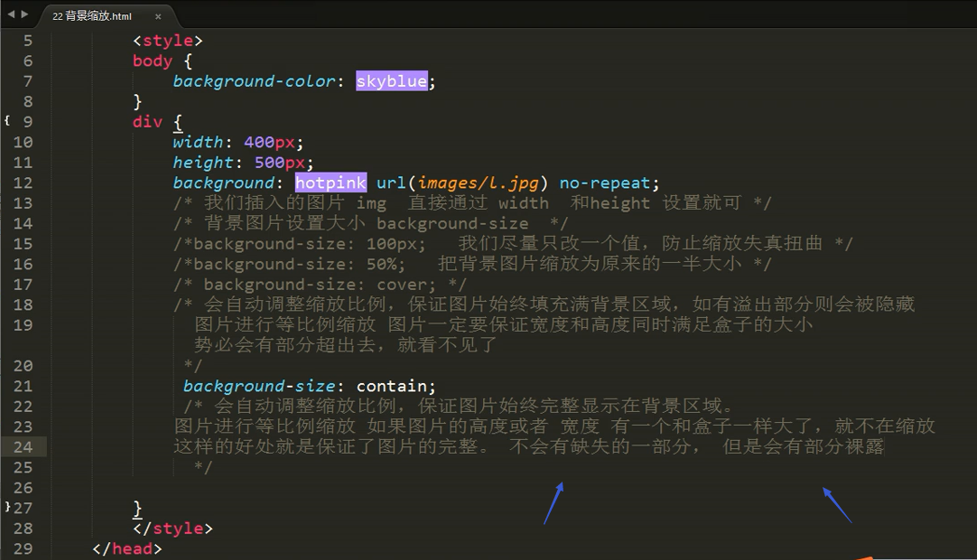 22 背景缩放.html ×
5 <style>
6 body {
7 background-color: skyblue;
8 }
9 div {
10 width: 400px;
11 height: 500px;
12 background: hotpink url(images/l.jpg) no-repeat;
13 /* 我们插入的图片 img 直接通过 width 和height 设置就可 */
14 /* 背景图片设置大小 background-size */
15 /*background-size: 100px; 我们尽量只改一个值，防止缩放失真扭曲 */
16 /*background-size: 50%; 把背景图片缩放为原来的一半大小 */
17 /* background-size: cover; */
18 /* 会自动调整缩放比例，保证图片始终填充满背景区域，如有溢出部分则会被隐藏
19 图片进行等比例缩放 图片一定要保证宽度和高度同时满足盒子的大小
势必会有部分超出去，就看不见了
20 */
21 background-size: contain;
22 /* 会自动调整缩放比例，保证图片始终完整显示在背景区域。
23 图片进行等比例缩放 如果图片的高度或者 宽度 有一个和盒子一样大了，就不在缩放
24 这样的好处就是保证了图片的完整。 不会有缺失的一部分， 但是会有部分裸露
25 */
26
27 }
28 </style>
29 </head>